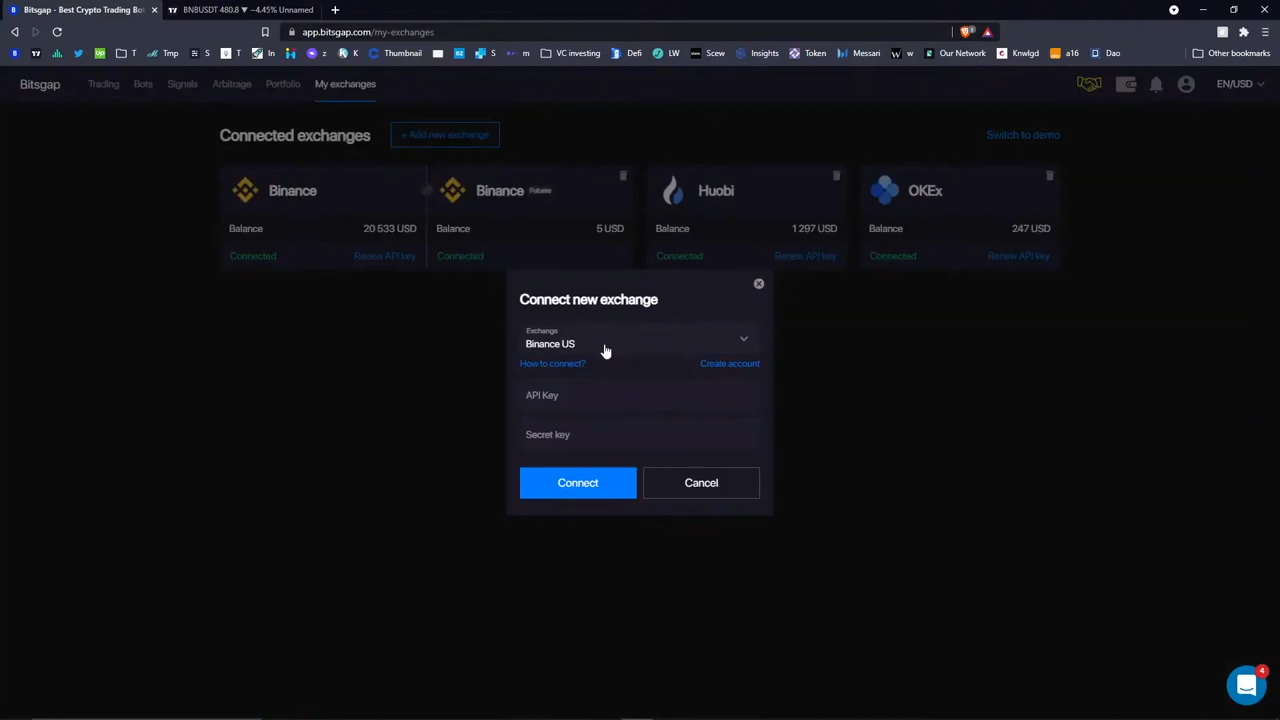 Bitsgap - Best Crypto Trading Bot
BNBUSDT 480.8 ▼ −4.45% Unnamed
app.bitsgap.com/my-exchanges
T Tmp S T In z K Thumbnail S m VC investing Defi LW Scew Insights Token Messari w Our Network Knwlgd a16 Dao Other bookmarks
Bitsgap Trading Bots Signals Arbitrage Portfolio My exchanges EN/USD
Connected exchanges + Add new exchange Switch to demo
Binance Binance Futures Huobi OKEx
Balance 20 533 USD Balance 5 USD Balance 1 297 USD Balance 247 USD
Connected Renew API key Connected Connected Renew API key Connected Renew API key
Connect new exchange
Exchange
Binance US
How to connect? Create account
API Key
Secret key
Connect Cancel
4